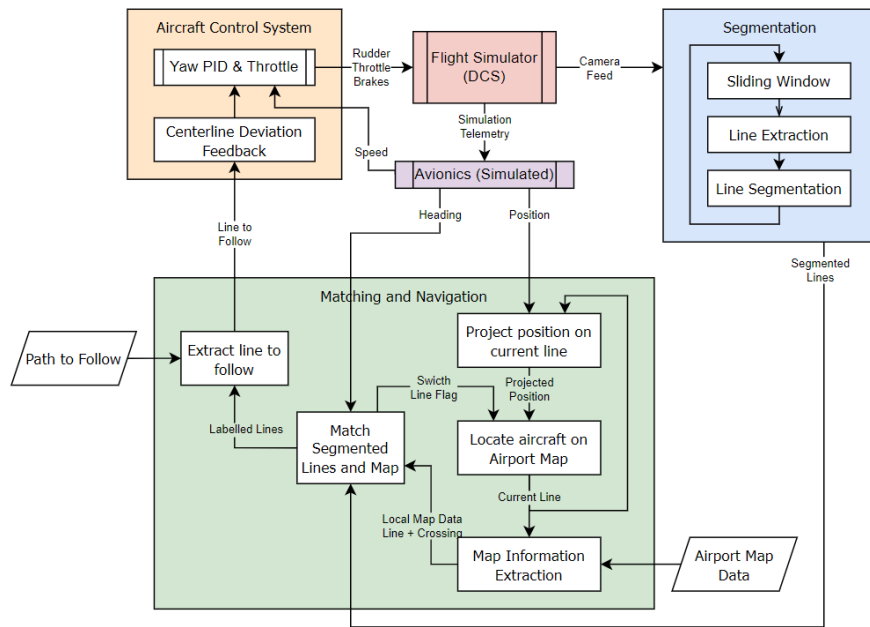 Aircraft Control System
Yaw PID & Throttle
Centerline Deviation
Feedback
Rudder
Throttle
Brakes
Flight Simulator
(DCS)
Camera
Feed
Segmentation
Sliding Window
Line Extraction
Line Segmentation
Simulation
Telemetry
Speed
Avionics (Simulated)
Heading
Position
Line to
Follow
Segmented
Lines
Matching and Navigation
Path to Follow
Extract line to
follow
Project position on
current line
Swicth
Line Flag
Projected
Position
Labelled Lines
Match
Segmented
Lines and Map
Locate aircraft on
Airport Map
Current Line
Local Map Data
Line + Crossing
Map Information
Extraction
Airport Map
Data